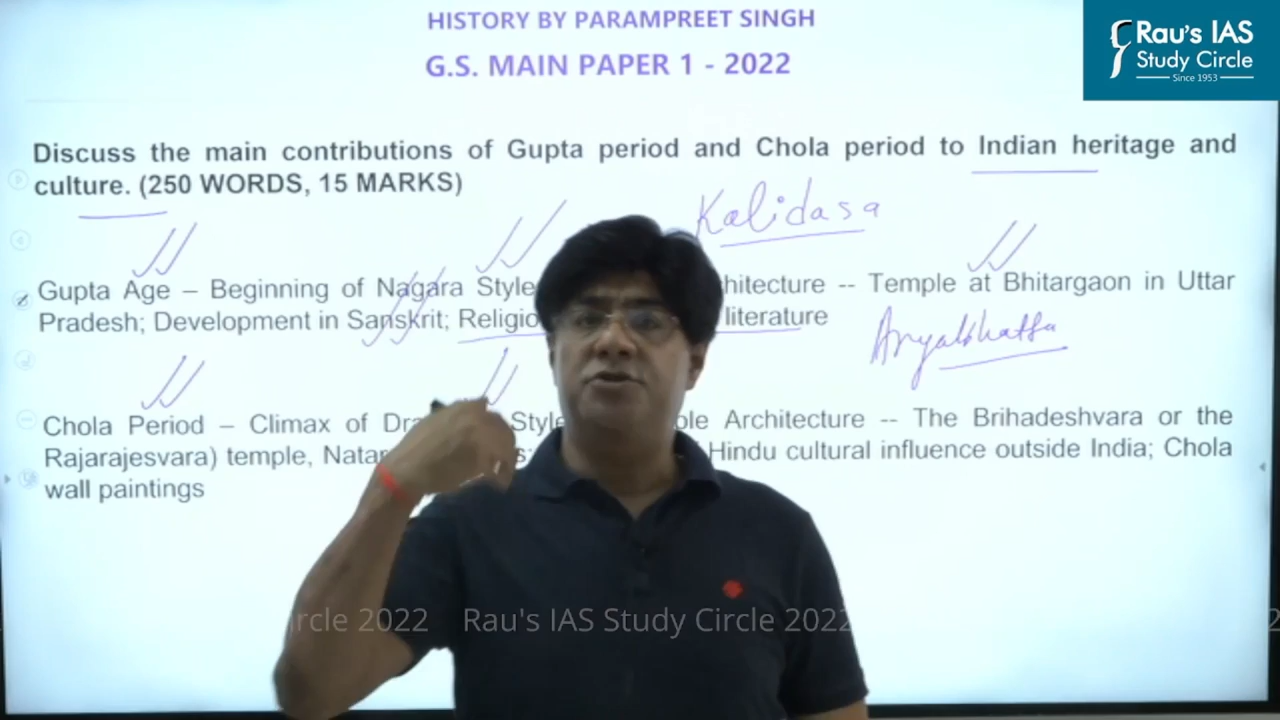 HISTORY BY PARAMPREET SINGH
G.S. MAIN PAPER 1 - 2022
Rau's IAS
Study Circle
Since 1953
Discuss the main contributions of Gupta period and Chola period to Indian heritage and
culture. (250 WORDS, 15 MARKS)
Kalidasa
Gupta Age – Beginning of Nagara Style hitecture -- Temple at Bhitargaon in Uttar
Pradesh; Development in Sanskrit; Religio literature
Aryabhatta
Chola Period – Climax of Dra Style ple Architecture -- The Brihadeshvara or the
Rajarajesvara) temple, Natar s: Hindu cultural influence outside India; Chola
wall paintings
ircle 2022 Rau's IAS Study Circle 2022 2